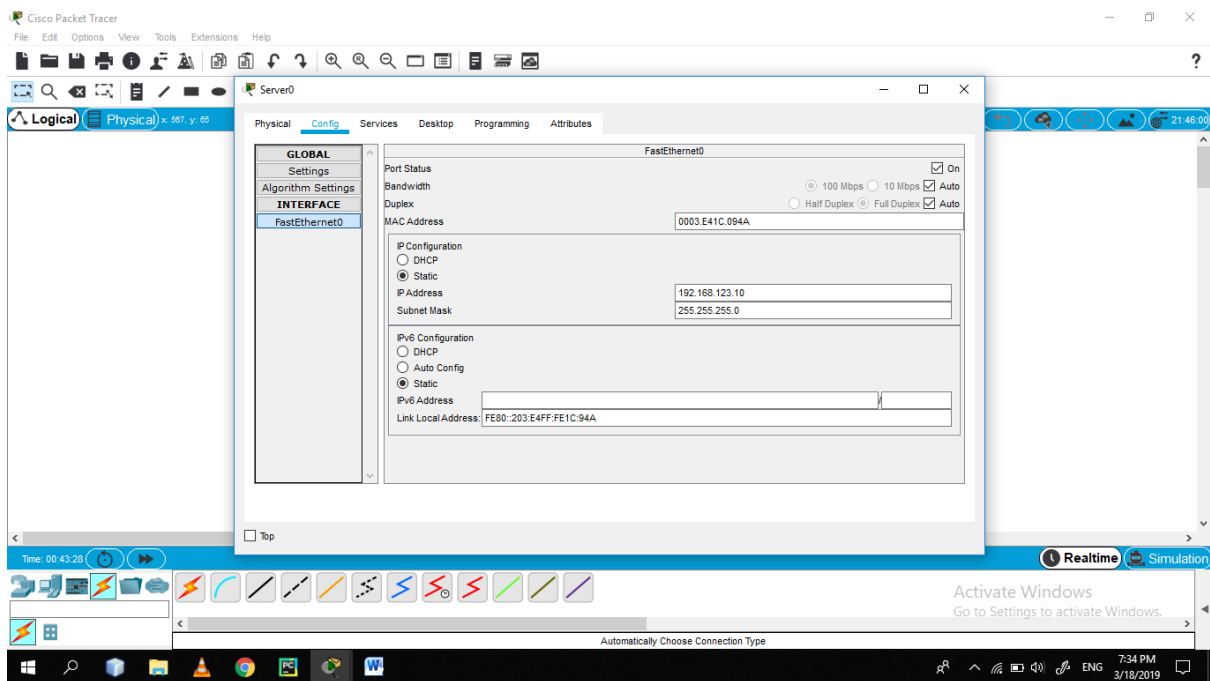 Cisco Packet Tracer
File Edit Options View Tools Extensions Help
?
Server0
Logical Physical x: 567, y: 65 21:46:00
Physical Config Services Desktop Programming Attributes
GLOBAL
Settings
Algorithm Settings
INTERFACE
FastEthernet0
FastEthernet0
Port Status On
Bandwidth 100 Mbps 10 Mbps Auto
Duplex Half Duplex Full Duplex Auto
MAC Address 0003.E41C.094A
IP Configuration
DHCP
Static
IP Address 192.168.123.10
Subnet Mask 255.255.255.0
IPv6 Configuration
DHCP
Auto Config
Static
IPv6 Address /
Link Local Address: FE80::203:E4FF:FE1C:94A
Top
Time: 00:43:28 Realtime Simulation
Activate Windows
Go to Settings to activate Windows.
Automatically Choose Connection Type
ENG 7:34 PM
3/18/2019